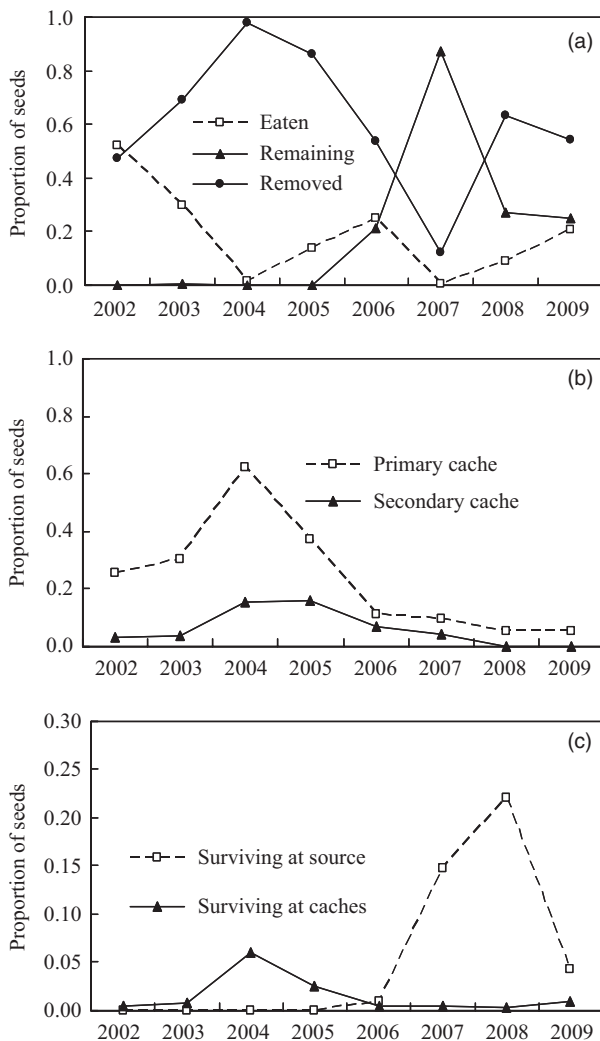 (a)
1.0
0.8
0.6
0.4
0.2
0.0
Proportion of seeds
Eaten
Remaining
Removed
2002 2003 2004 2005 2006 2007 2008 2009
(b)
1.0
0.8
0.6
0.4
0.2
0.0
Proportion of seeds
Primary cache
Secondary cache
2002 2003 2004 2005 2006 2007 2008 2009
(c)
0.30
0.25
0.20
0.15
0.10
0.05
0.00
Proportion of seeds
Surviving at source
Surviving at caches
2002 2003 2004 2005 2006 2007 2008 2009